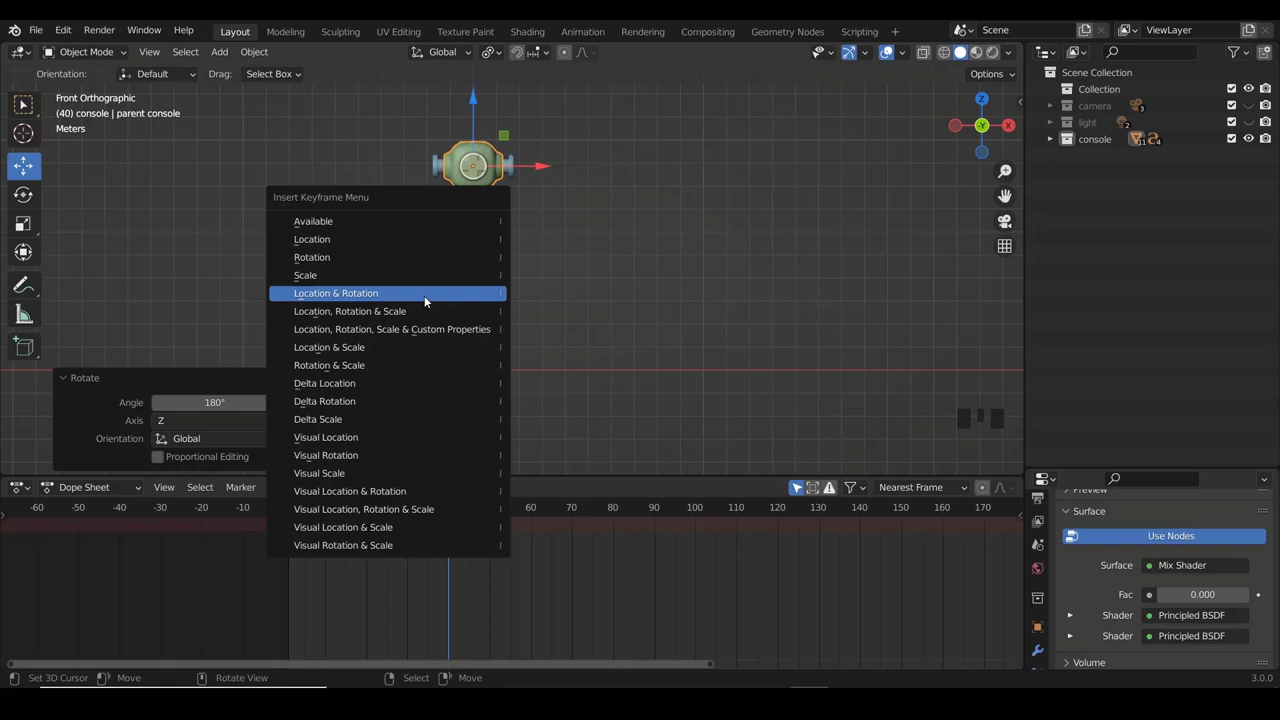 File Edit Render Window Help Layout Modeling Sculpting UV Editing Texture Paint Shading Animation Rendering Compositing Geometry Nodes Scripting + Scene ViewLayer
Object Mode View Select Add Object Global
Orientation: Default Drag: Select Box Options
Front Orthographic
(40) console | parent console
Meters
Z
Y
X
Scene Collection
Collection
camera 3
light 2
console 11 4
Insert Keyframe Menu
Available I
Location I
Rotation I
Scale I
Location & Rotation I
Location, Rotation & Scale I
Location, Rotation, Scale & Custom Properties I
Location & Scale I
Rotation & Scale I
Delta Location I
Delta Rotation I
Delta Scale I
Visual Location I
Visual Rotation I
Visual Scale I
Visual Location & Rotation I
Visual Location, Rotation & Scale I
Visual Location & Scale I
Visual Rotation & Scale I
Rotate
Angle 180°
Axis Z
Orientation Global
Proportional Editing
Dope Sheet View Select Marker Nearest Frame
-60 -50 -40 -30 -20 -10 50 60 70 80 90 100 110 120 130 140 150 160 170
Preview
Surface
Use Nodes
Surface Mix Shader
Fac 0.000
Shader Principled BSDF
Shader Principled BSDF
Volume
Set 3D Cursor Move Rotate View Select Move 3.0.0